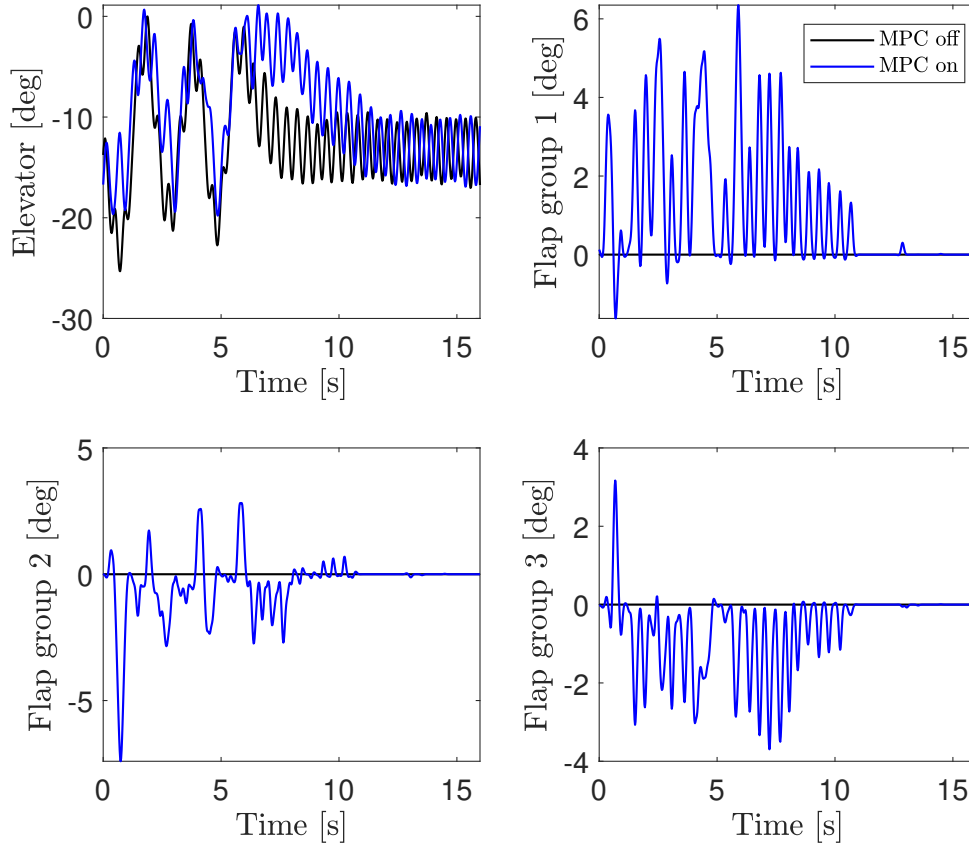 0
-10
-20
-30
Elevator [deg]
0 5 10 15
Time [s]
6
4
2
0
Flap group 1 [deg]
MPC off
MPC on
0 5 10 15
Time [s]
5
0
-5
Flap group 2 [deg]
0 5 10 15
Time [s]
4
2
0
-2
-4
Flap group 3 [deg]
0 5 10 15
Time [s]